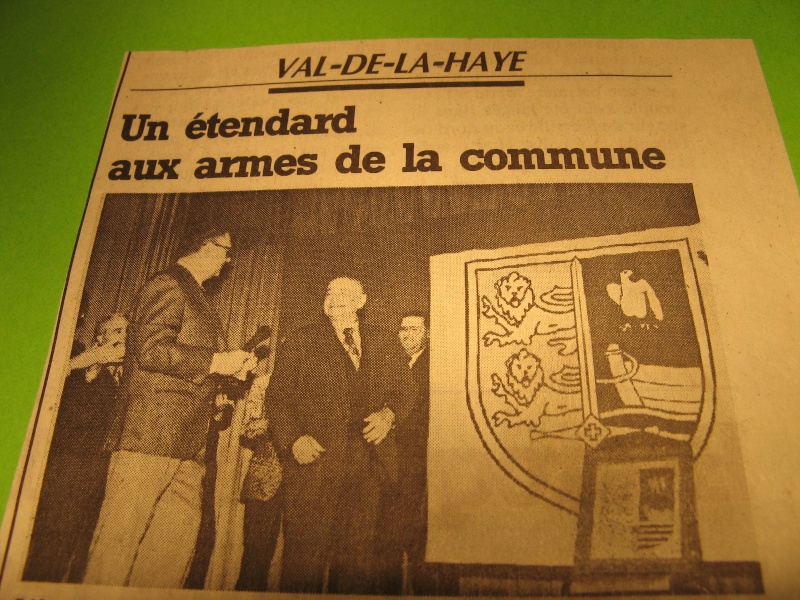 VAL-DE-LA-HAYE
Un étendard
aux armes de la commune